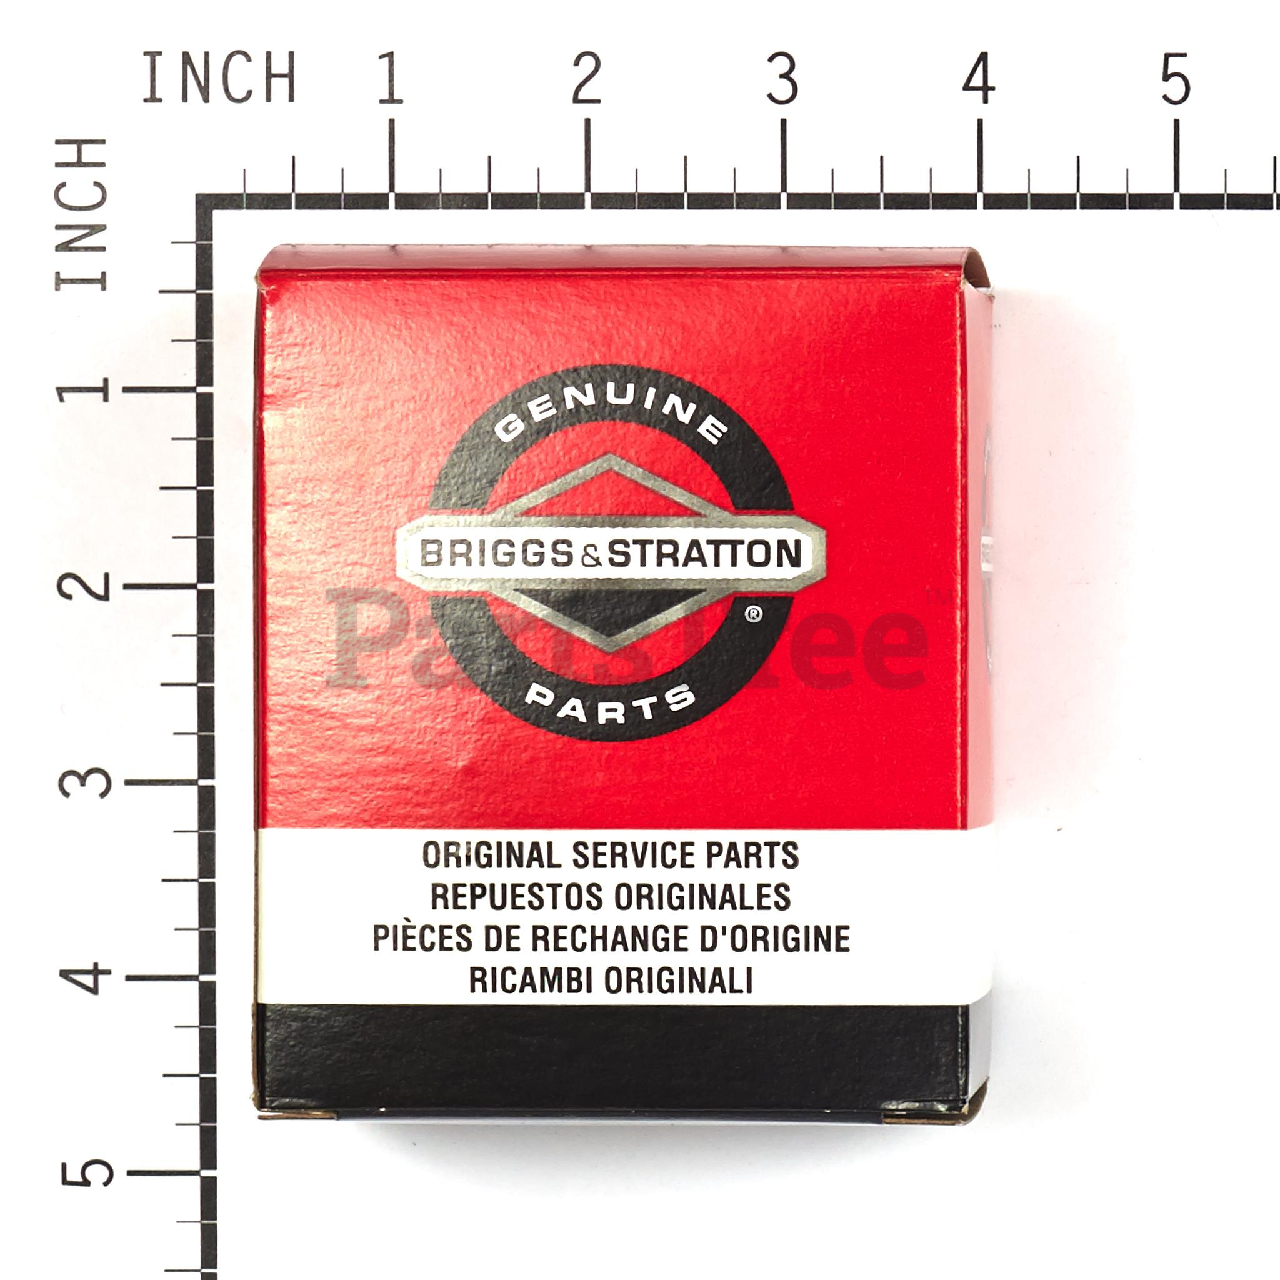 INCH 1 2 3 4 5
INCH
1
2
3
4
5
GENUINE
BRIGGS & STRATTON
®
PARTS
PartsTree™
ORIGINAL SERVICE PARTS
REPUESTOS ORIGINALES
PIÈCES DE RECHANGE D'ORIGINE
RICAMBI ORIGINALI